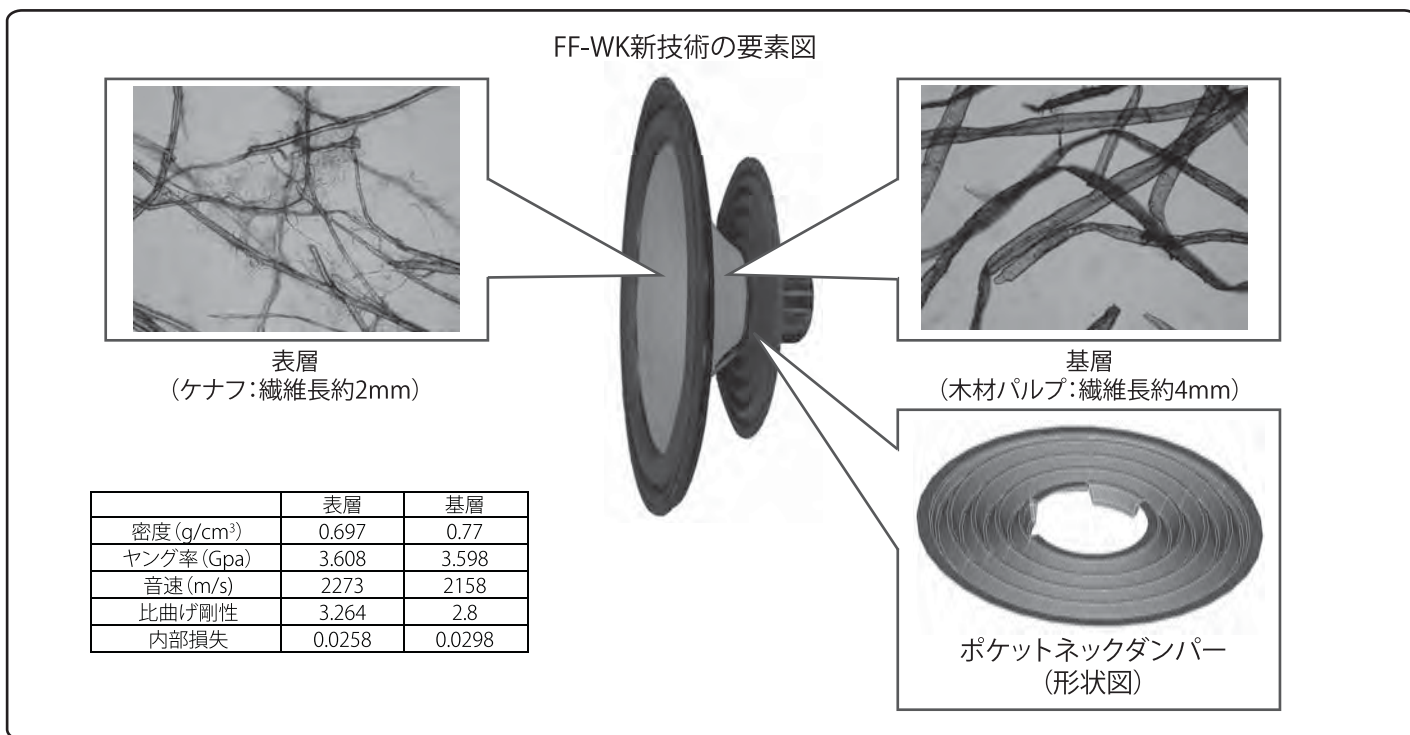 FF-WK新技術の要素図
表層
（ケナフ：繊維長約2mm）
基層
（木材パルプ：繊維長約4mm）
表層 基層
密度（g/cm³） 0.697 0.77
ヤング率（Gpa） 3.608 3.598
音速（m/s） 2273 2158
比曲げ剛性 3.264 2.8
内部損失 0.0258 0.0298
ポケットネックダンパー
（形状図）